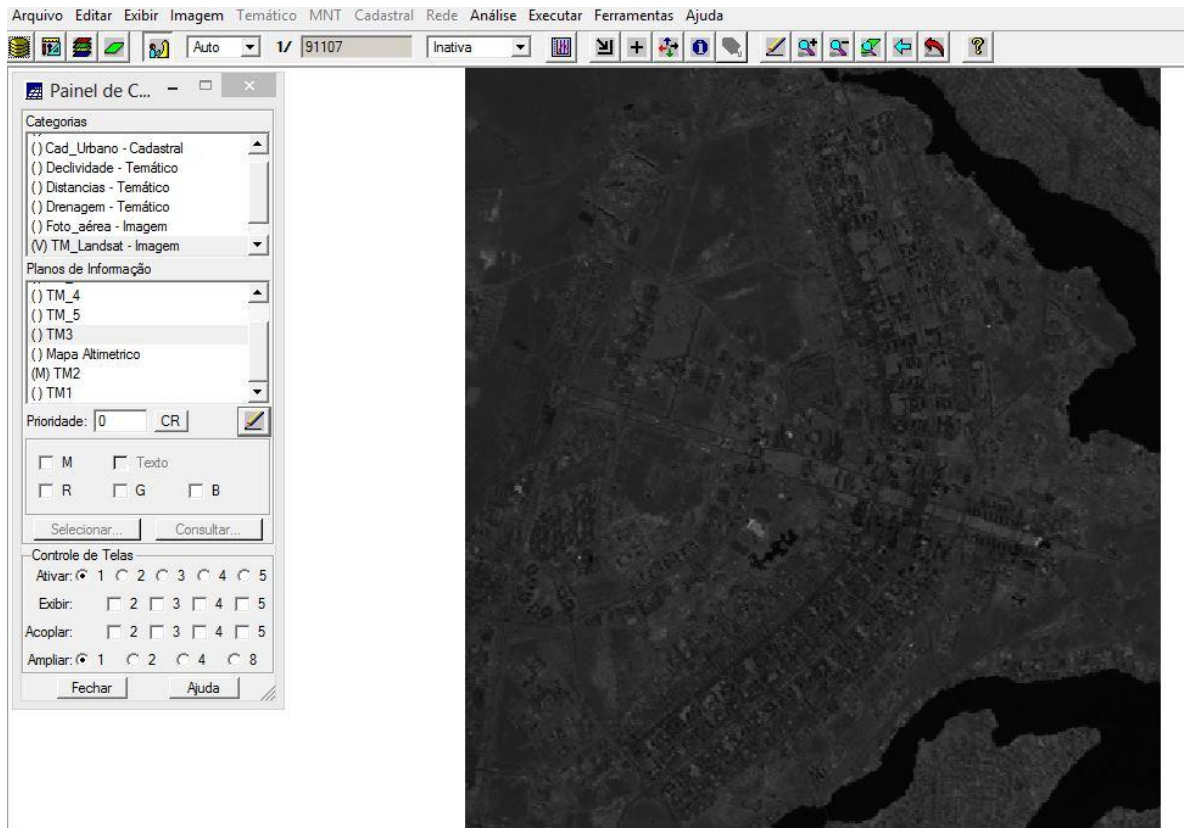 Arquivo Editar Exibir Imagem Temático MNT Cadastral Rede Análise Executar Ferramentas Ajuda
Auto 1/ 91107 Inativa
Painel de C...
Categorias
( ) Cad_Urbano - Cadastral
( ) Declividade - Temático
( ) Distancias - Temático
( ) Drenagem - Temático
( ) Foto_aérea - Imagem
(V) TM_Landsat - Imagem
Planos de Informação
( ) TM_4
( ) TM_5
( ) TM3
( ) Mapa Altimetrico
(M) TM2
( ) TM1
Prioridade: 0 CR
M Texto
R G B
Selecionar... Consultar...
Controle de Telas
Ativar: 1 2 3 4 5
Exibir: 2 3 4 5
Acoplar: 2 3 4 5
Ampliar: 1 2 4 8
Fechar Ajuda